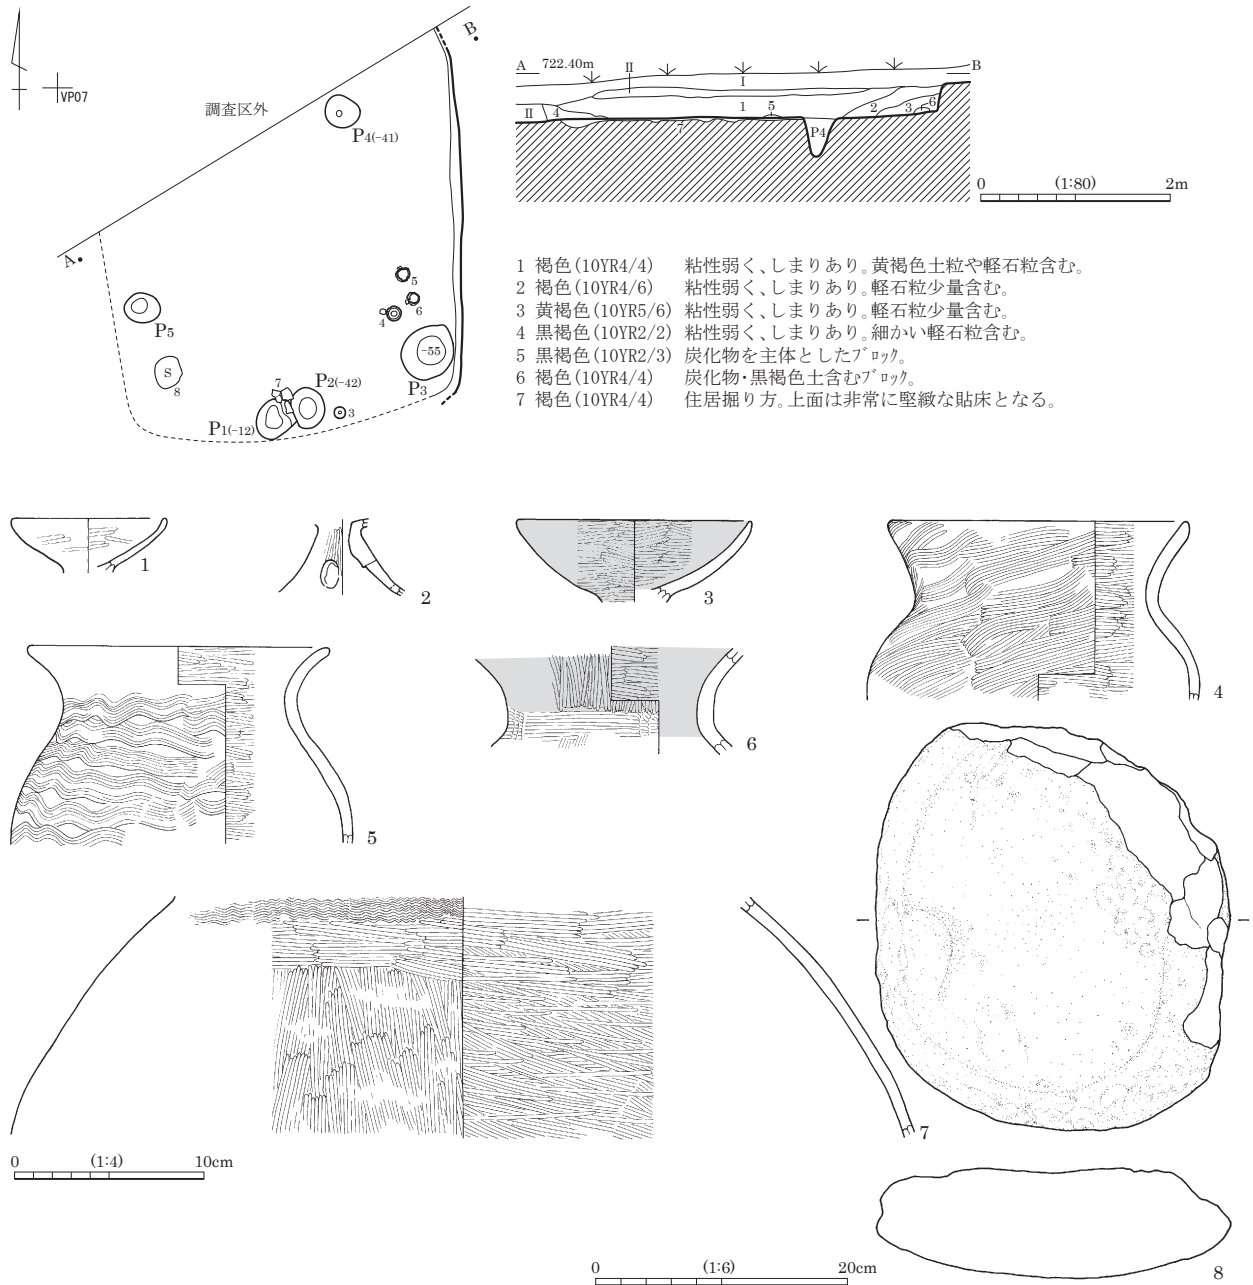 VP07
調査区外
B
A
P4(-41)
5
6
4
P5
-55
P3
S
8
7
P2(-42)
3
P1(-12)
A 722.40m II B
I
II 4 1 5 2 3 6
7 P4
0 (1:80) 2m
1 褐色(10YR4/4) 粘性弱く、しまりあり。黄褐色土粒や軽石粒含む。
2 褐色(10YR4/6) 粘性弱く、しまりあり。軽石粒少量含む。
3 黄褐色(10YR5/6) 粘性弱く、しまりあり。軽石粒少量含む。
4 黒褐色(10YR2/2) 粘性弱く、しまりあり。細かい軽石粒含む。
5 黒褐色(10YR2/3) 炭化物を主体としたブロック。
6 褐色(10YR4/4) 炭化物・黒褐色土含むブロック。
7 褐色(10YR4/4) 住居掘り方。上面は非常に堅緻な貼床となる。
1
2
3
4
5
6
7
0 (1:4) 10cm
0 (1:6) 20cm
8